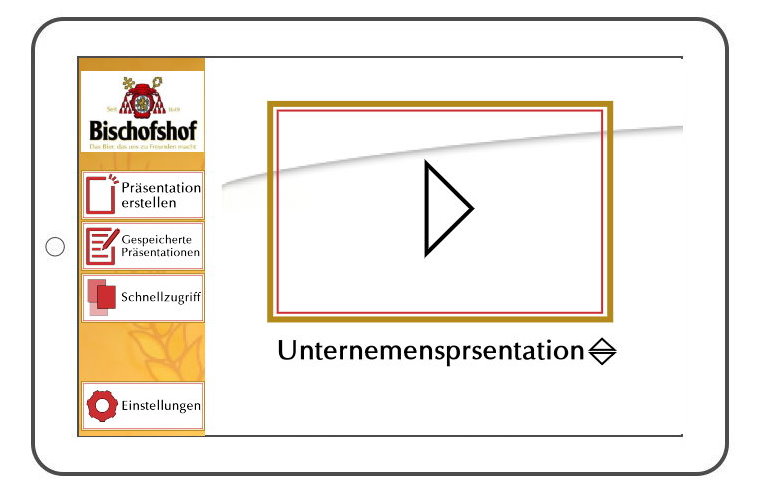 Seit 1649
Bischofshof
Das Bier, das uns zu Freunden macht
Präsentation
erstellen
Gespeicherte
Präsentationen
Schnellzugriff
Einstellungen
Unternemensprsentation